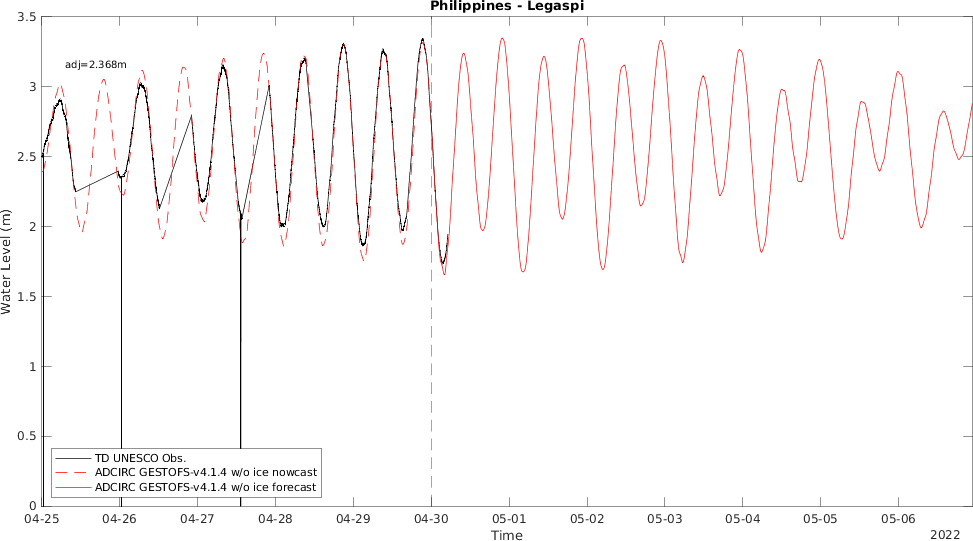 Philippines - Legaspi
3.5
adj=2.368m
3
2.5
2
1.5
1
0.5
0
Water Level (m)
TD UNESCO Obs.
ADCIRC GESTOFS-v4.1.4 w/o ice nowcast
ADCIRC GESTOFS-v4.1.4 w/o ice forecast
04-25 04-26 04-27 04-28 04-29 04-30 05-01 05-02 05-03 05-04 05-05 05-06
Time
2022